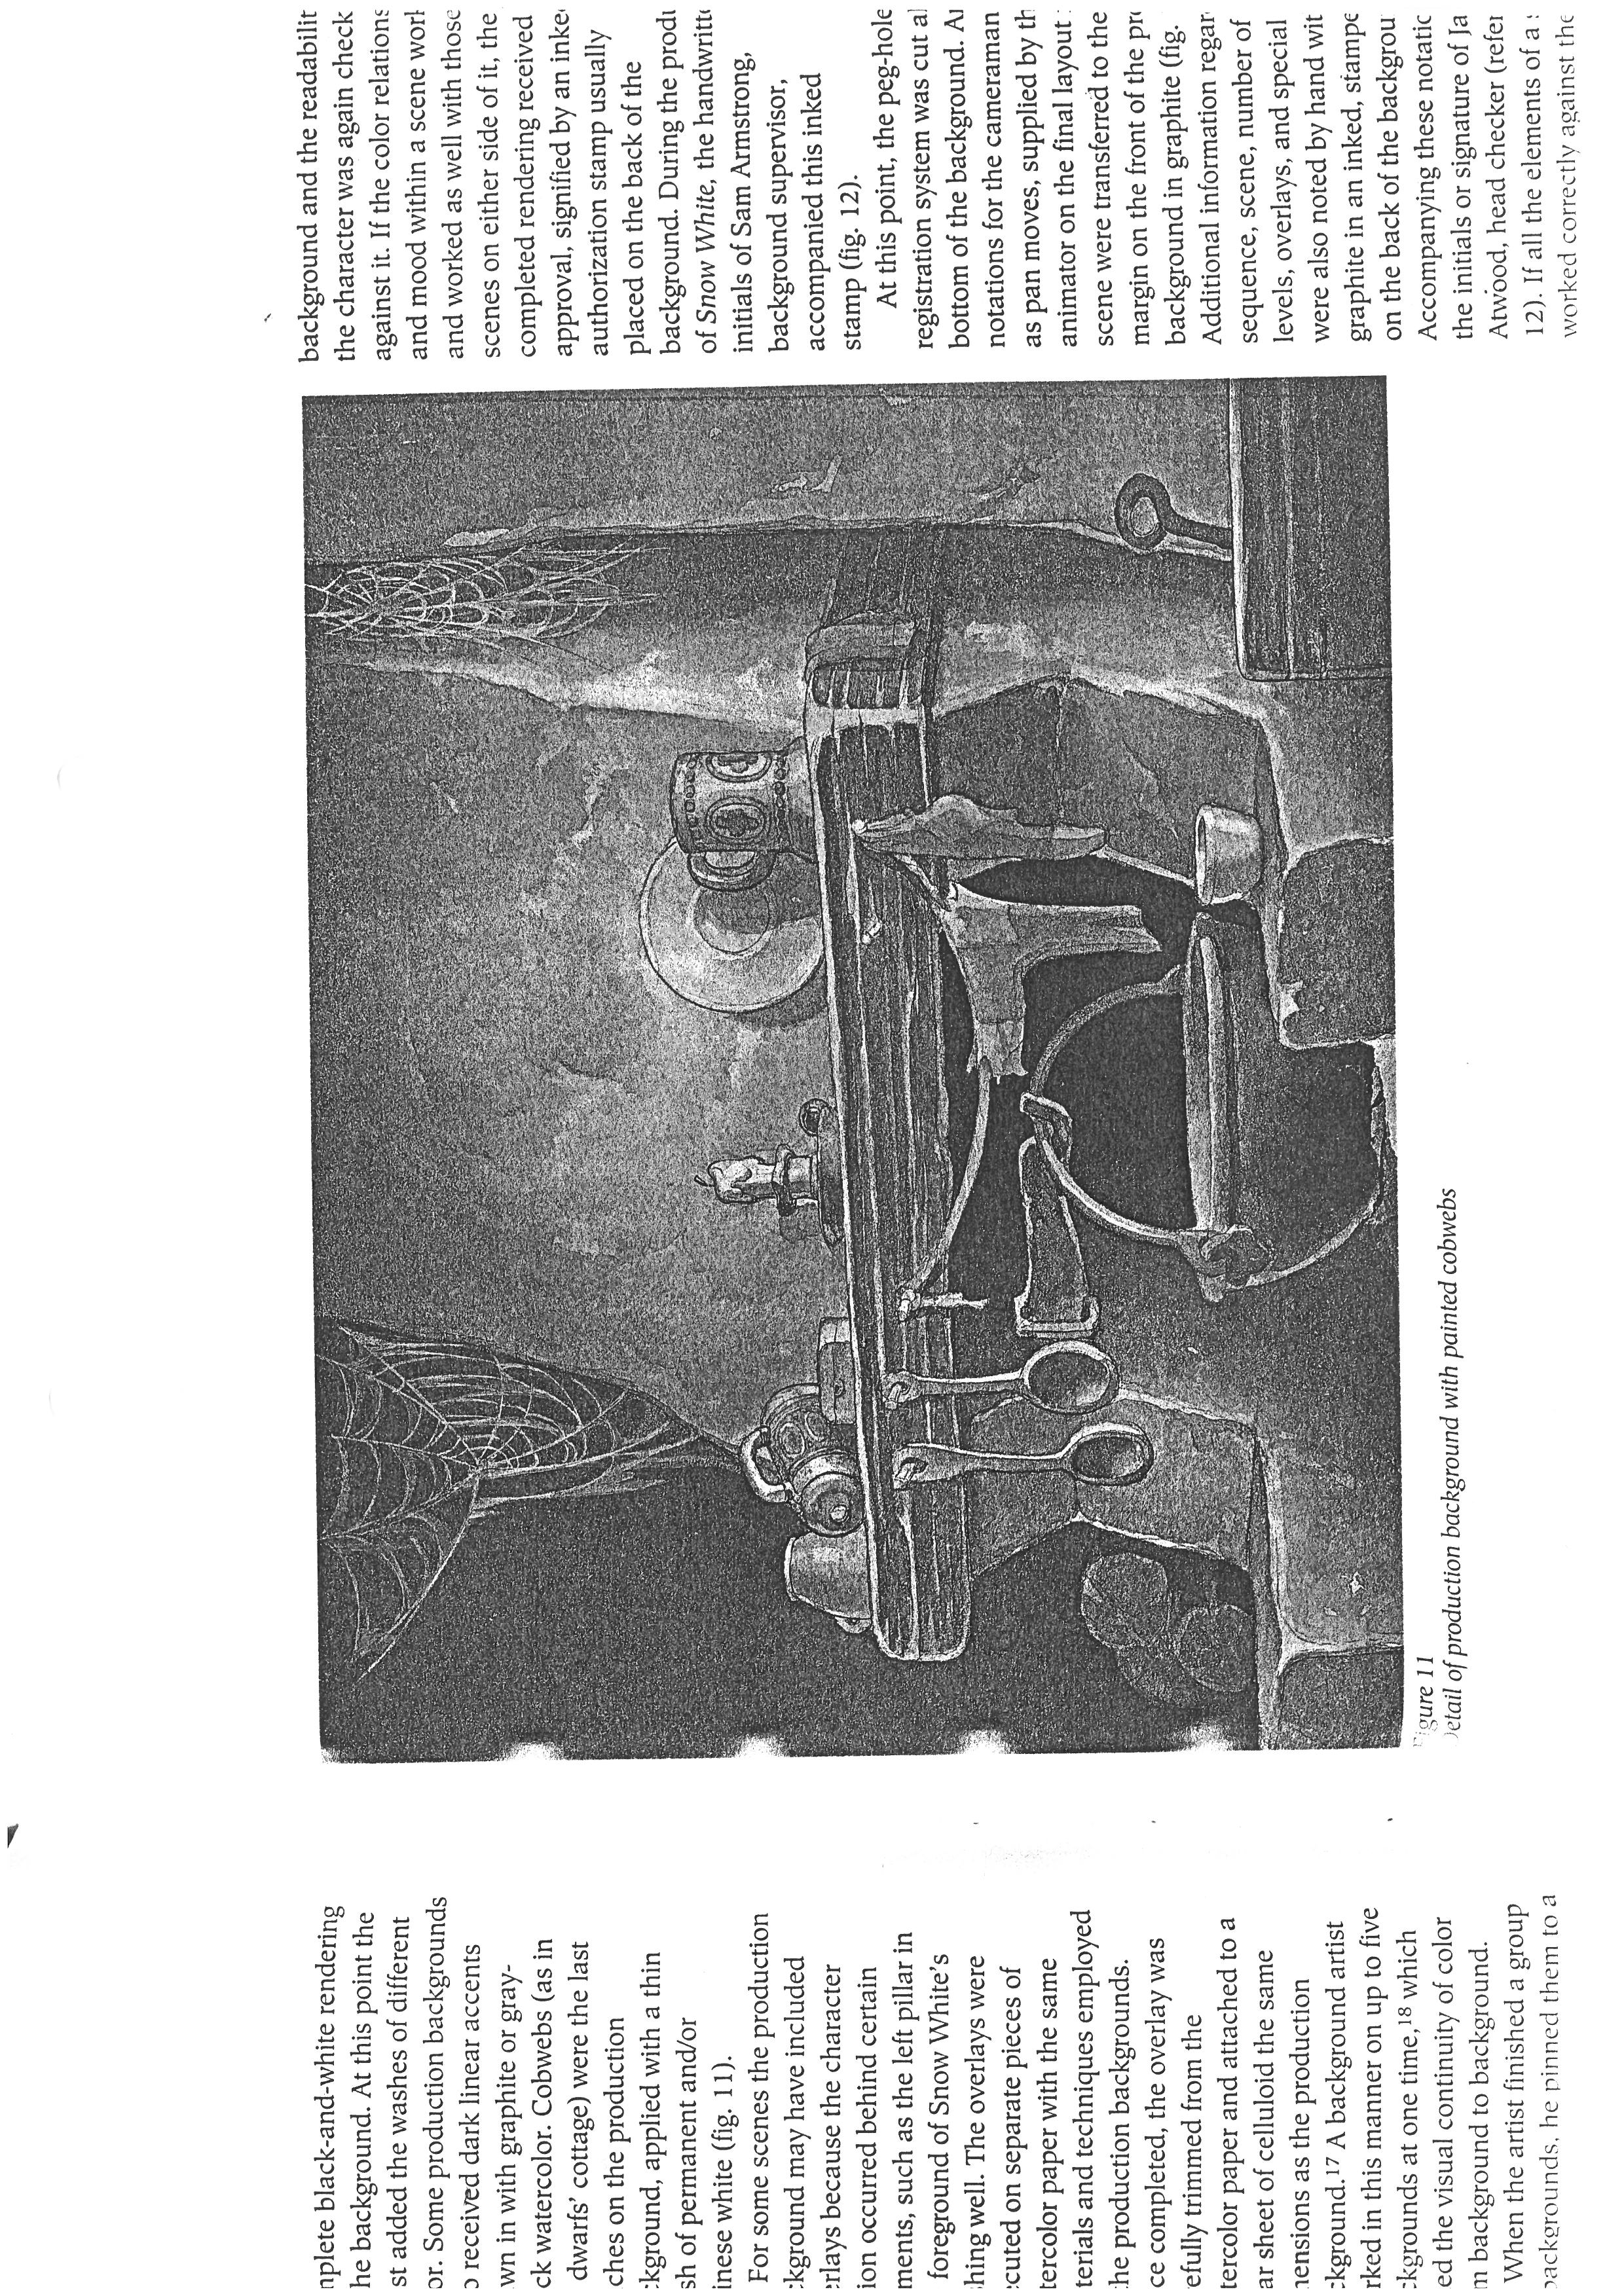 nplete black-and-white rendering
he background. At this point the
st added the washes of different
or. Some production backgrounds
o received dark linear accents
wn in with graphite or gray-
ck watercolor. Cobwebs (as in
dwarfs' cottage) were the last
ches on the production
kground, applied with a thin
sh of permanent and/or
inese white (fig. 11).
For some scenes the production
kground may have included
erlays because the character
ion occurred behind certain
ments, such as the left pillar in
foreground of Snow White's
hing well. The overlays were
ecuted on separate pieces of
tercolor paper with the same
terials and techniques employed
he production backgrounds.
ce completed, the overlay was
efully trimmed from the
tercolor paper and attached to a
ar sheet of celluloid the same
nensions as the production
kground.¹⁷ A background artist
rked in this manner on up to five
kgrounds at one time,¹⁸ which
ed the visual continuity of color
m background to background.
When the artist finished a group
backgrounds, he pinned them to a
Figure 11
Detail of production background with painted cobwebs
background and the readabilit
the character was again check
against it. If the color relations
and mood within a scene worl
and worked as well with those
scenes on either side of it, the
completed rendering received
approval, signified by an inke
authorization stamp usually
placed on the back of the
background. During the produ
of Snow White, the handwritte
initials of Sam Armstrong,
background supervisor,
accompanied this inked
stamp (fig. 12).
At this point, the peg-hole
registration system was cut al
bottom of the background. Ar
notations for the cameraman
as pan moves, supplied by th
animator on the final layout
scene were transferred to the
margin on the front of the pro
background in graphite (fig.
Additional information regar
sequence, scene, number of
levels, overlays, and special
were also noted by hand wit
graphite in an inked, stampe
on the back of the backgrou
Accompanying these notatic
the initials or signature of Ja
Atwood, head checker (refer
12). If all the elements of a s
worked correctly against the